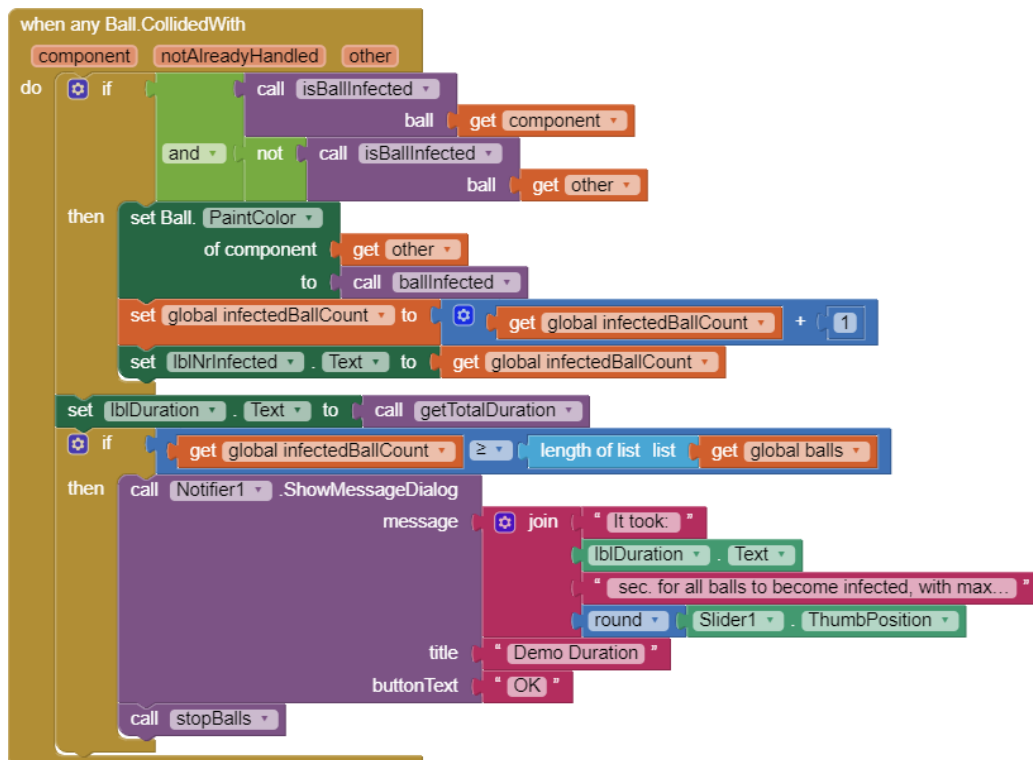 when any Ball.CollidedWith
component notAlreadyHandled other
do if call isBallInfected
ball get component
and not call isBallInfected
ball get other
then set Ball. PaintColor
of component get other
to call ballInfected
set global infectedBallCount to get global infectedBallCount + 1
set lblNrInfected . Text to get global infectedBallCount
set lblDuration . Text to call getTotalDuration
if get global infectedBallCount ≥ length of list list get global balls
then call Notifier1 .ShowMessageDialog
message join " It took: "
lblDuration . Text
" sec. for all balls to become infected, with max... "
round Slider1 . ThumbPosition
title " Demo Duration "
buttonText " OK "
call stopBalls